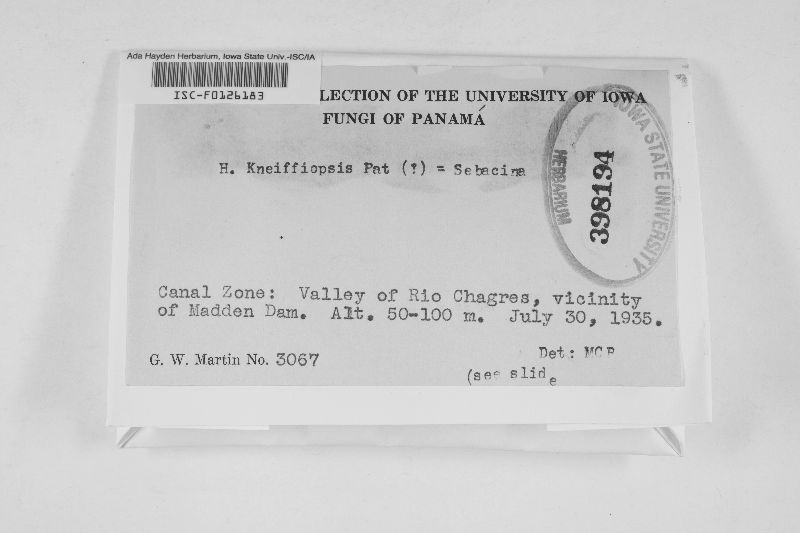 Ada Hayden Herbarium, Iowa State Univ.-ISC/IA
ISC-F0126183
LLECTION OF THE UNIVERSITY OF IOWA
FUNGI OF PANAMÁ
H. Kneiffiopsis Pat (?) = Sebacina
IOWA STATE UNIVERSITY
HERBARIUM
398194
Canal Zone: Valley of Rio Chagres, vicinity
of Madden Dam. Alt. 50-100 m. July 30, 1935.
G. W. Martin No. 3067
Det: MCP
(see slide